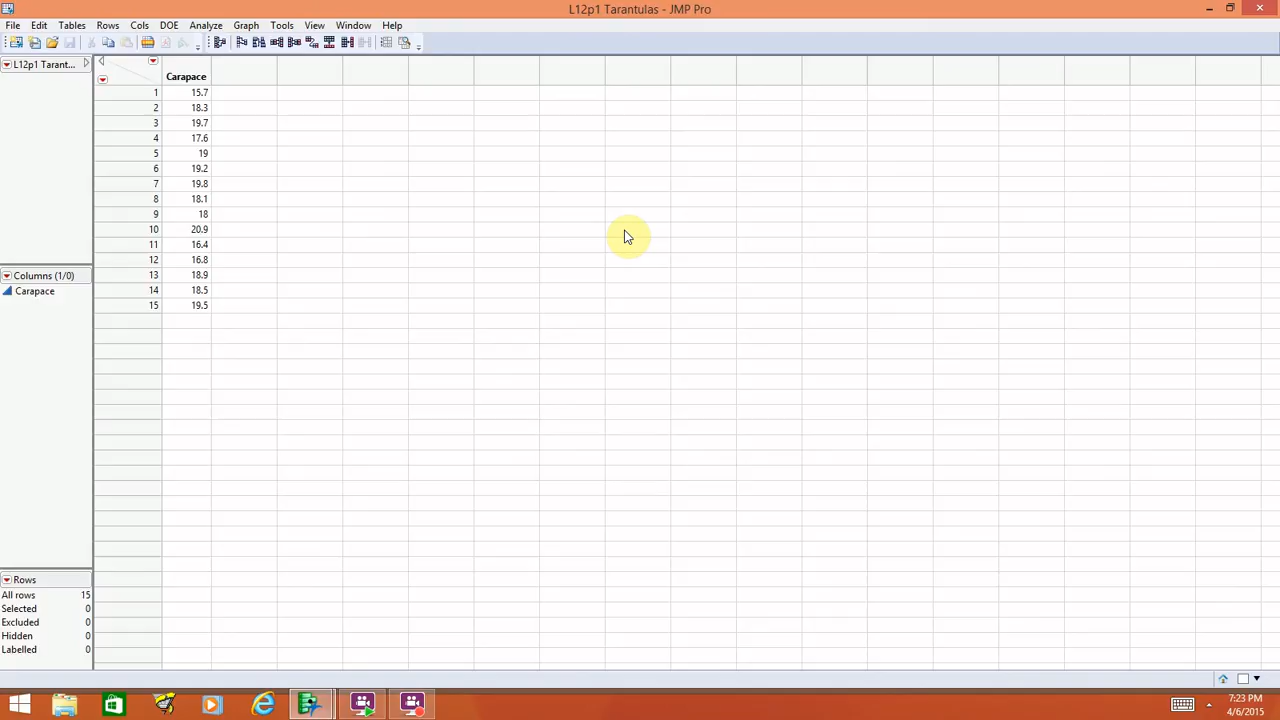 L12p1 Tarantulas - JMP Pro
File Edit Tables Rows Cols DOE Analyze Graph Tools View Window Help
L12p1 Tarant...
Carapace
1 15.7
2 18.3
3 19.7
4 17.6
5 19
6 19.2
7 19.8
8 18.1
9 18
10 20.9
11 16.4
12 16.8
13 18.9
14 18.5
15 19.5
Columns (1/0)
Carapace
Rows
All rows 15
Selected 0
Excluded 0
Hidden 0
Labelled 0
7:23 PM
4/6/2015